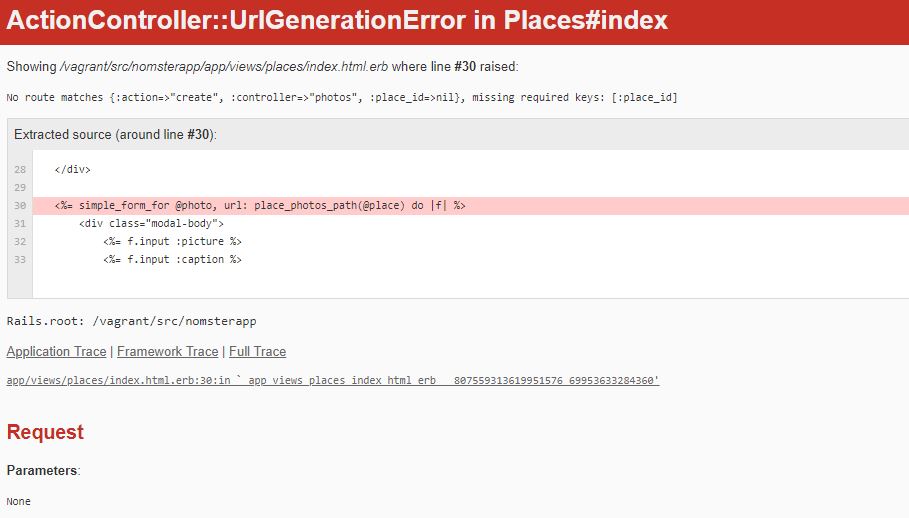 ActionController::UrlGenerationError in Places#index
Showing /vagrant/src/nomsterapp/app/views/places/index.html.erb where line #30 raised:
No route matches {:action=>"create", :controller=>"photos", :place_id=>nil}, missing required keys: [:place_id]
Extracted source (around line #30):
28 </div>
29
30 <%= simple_form_for @photo, url: place_photos_path(@place) do |f| %>
31 <div class="modal-body">
32 <%= f.input :picture %>
33 <%= f.input :caption %>
Rails.root: /vagrant/src/nomsterapp
Application Trace | Framework Trace | Full Trace
app/views/places/index.html.erb:30:in `_app_views_places_index_html_erb___807559313619951576_69953633284360'
Request
Parameters:
None